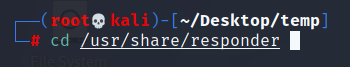 (root💀kali)-[~/Desktop/temp]
# cd /usr/share/responder